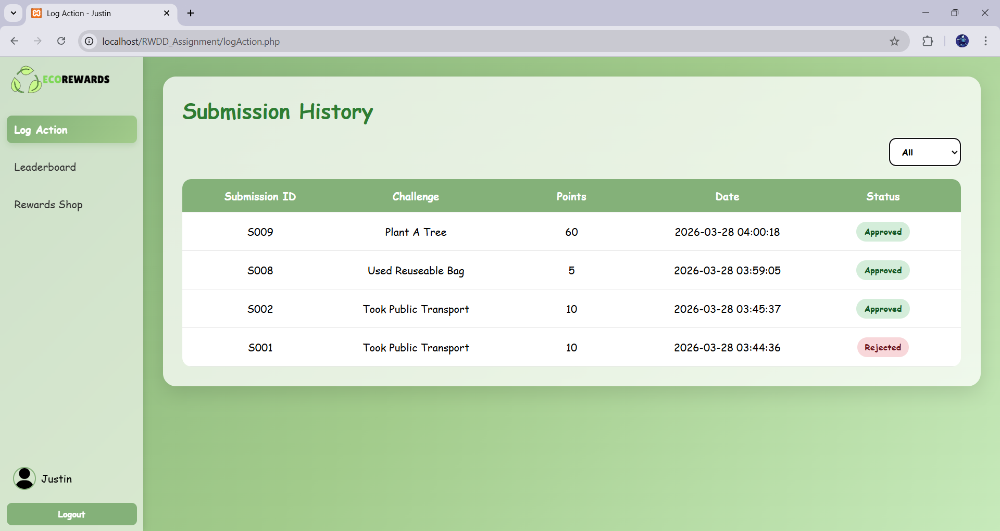 Log Action - Justin
localhost/RWDD_Assignment/logAction.php
ECOREWARDS
Log Action
Leaderboard
Rewards Shop
Justin
Logout
Submission History
All
Submission ID Challenge Points Date Status
S009 Plant A Tree 60 2026-03-28 04:00:18 Approved
S008 Used Reuseable Bag 5 2026-03-28 03:59:05 Approved
S002 Took Public Transport 10 2026-03-28 03:45:37 Approved
S001 Took Public Transport 10 2026-03-28 03:44:36 Rejected